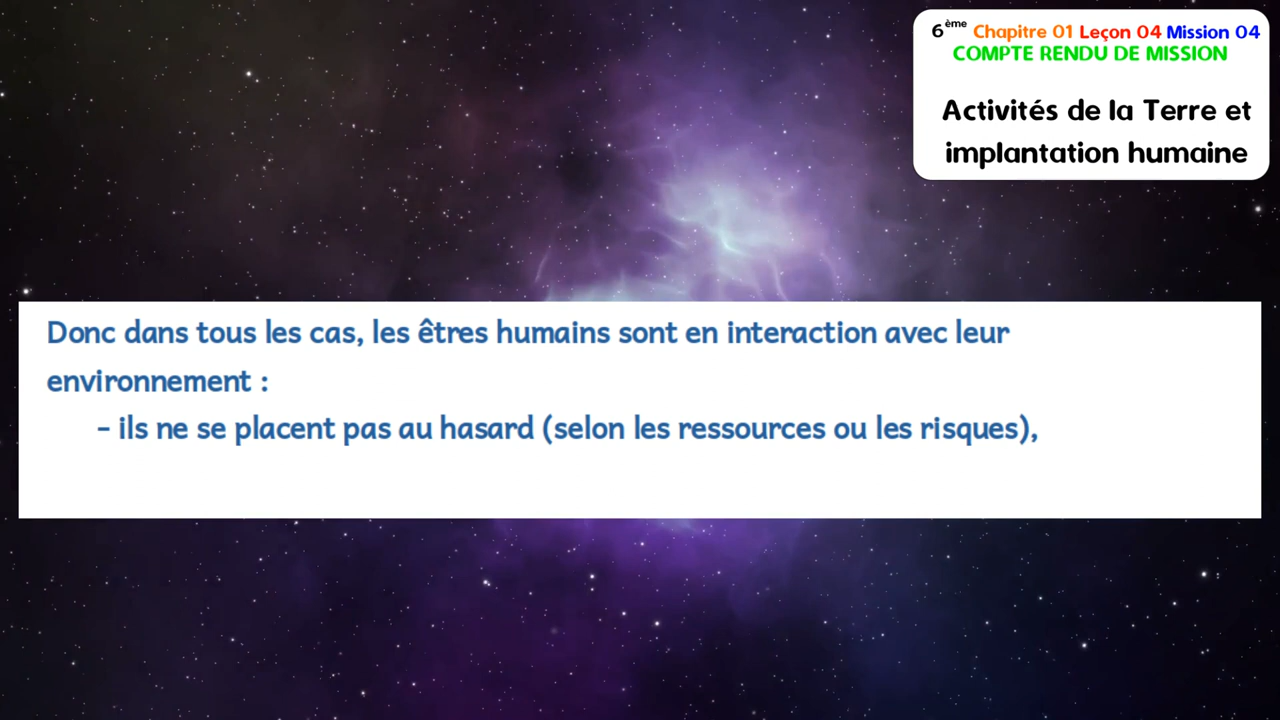 6ème Chapitre 01 Leçon 04 Mission 04
COMPTE RENDU DE MISSION
Activités de la Terre et
implantation humaine
Donc dans tous les cas, les êtres humains sont en interaction avec leur
environnement :
- ils ne se placent pas au hasard (selon les ressources ou les risques),